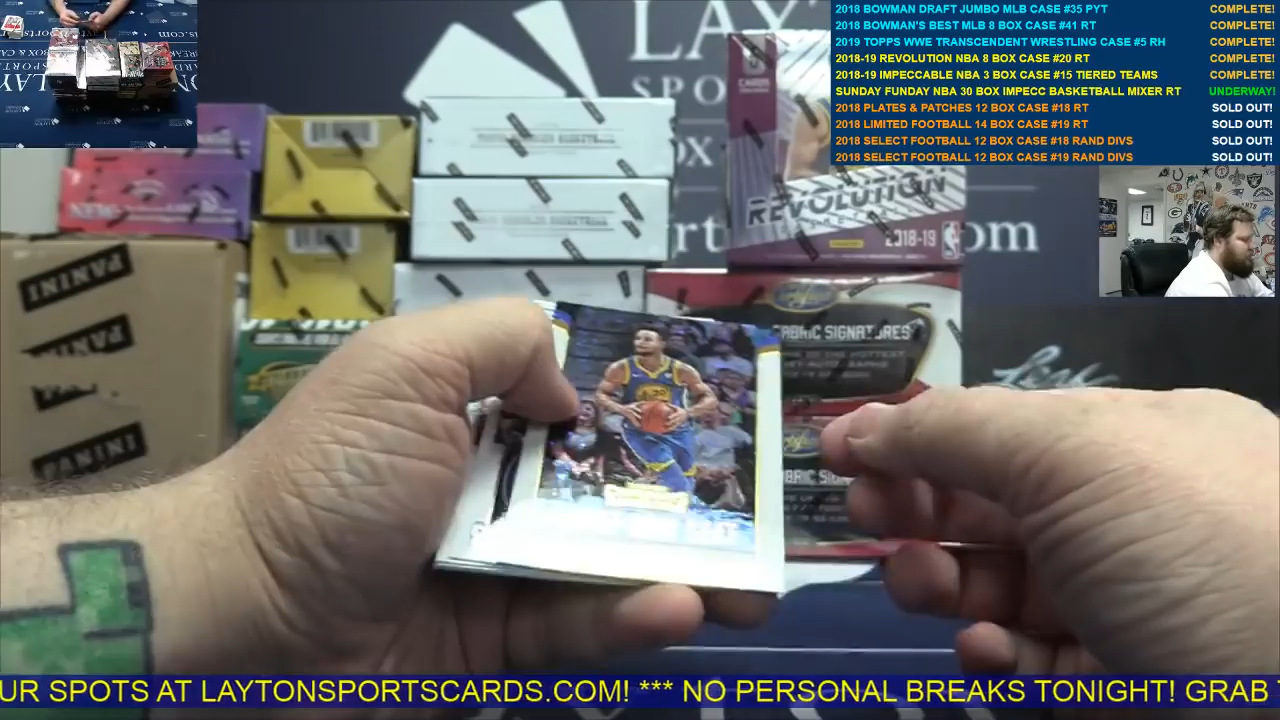 2018 BOWMAN DRAFT JUMBO MLB CASE #35 PYT COMPLETE!
2018 BOWMAN'S BEST MLB 8 BOX CASE #41 RT COMPLETE!
2019 TOPPS WWE TRANSCENDENT WRESTLING CASE #5 RH COMPLETE!
2018-19 REVOLUTION NBA 8 BOX CASE #20 RT COMPLETE!
2018-19 IMPECCABLE NBA 3 BOX CASE #15 TIERED TEAMS COMPLETE!
SUNDAY FUNDAY NBA 30 BOX IMPECC BASKETBALL MIXER RT UNDERWAY!
2018 PLATES & PATCHES 12 BOX CASE #18 RT SOLD OUT!
2018 LIMITED FOOTBALL 14 BOX CASE #19 RT SOLD OUT!
2018 SELECT FOOTBALL 12 BOX CASE #18 RAND DIVS SOLD OUT!
2018 SELECT FOOTBALL 12 BOX CASE #19 RAND DIVS SOLD OUT!
LAY
SPO
5
CARDS
REVOLUTION
2018-19
com
PANINI
PANINI
PANINI
FABRIC SIGNATURES
UR SPOTS AT LAYTONSPORTSCARDS.COM! *** NO PERSONAL BREAKS TONIGHT! GRAB